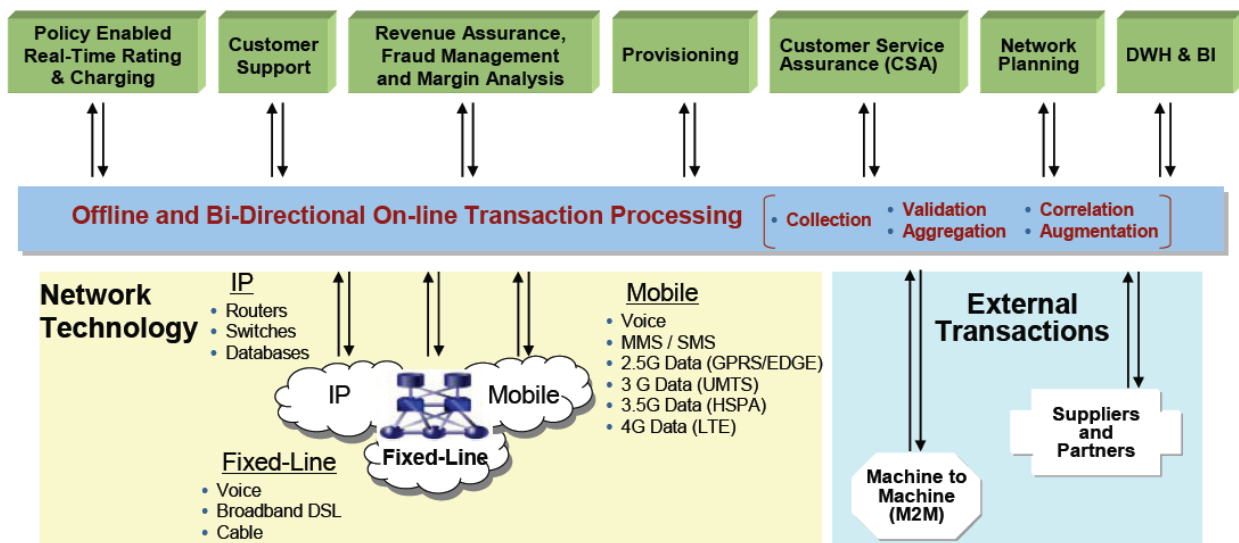 Policy Enabled
Real-Time Rating
& Charging
Customer
Support
Revenue Assurance,
Fraud Management
and Margin Analysis
Provisioning
Customer Service
Assurance (CSA)
Network
Planning
DWH & BI
Offline and Bi-Directional On-line Transaction Processing
• Collection
• Validation
• Aggregation
• Correlation
• Augmentation
Network
Technology
IP
• Routers
• Switches
• Databases
IP
Mobile
Fixed-Line
Fixed-Line
• Voice
• Broadband DSL
• Cable
Mobile
• Voice
• MMS / SMS
• 2.5G Data (GPRS/EDGE)
• 3 G Data (UMTS)
• 3.5G Data (HSPA)
• 4G Data (LTE)
External
Transactions
Machine to
Machine
(M2M)
Suppliers
and
Partners